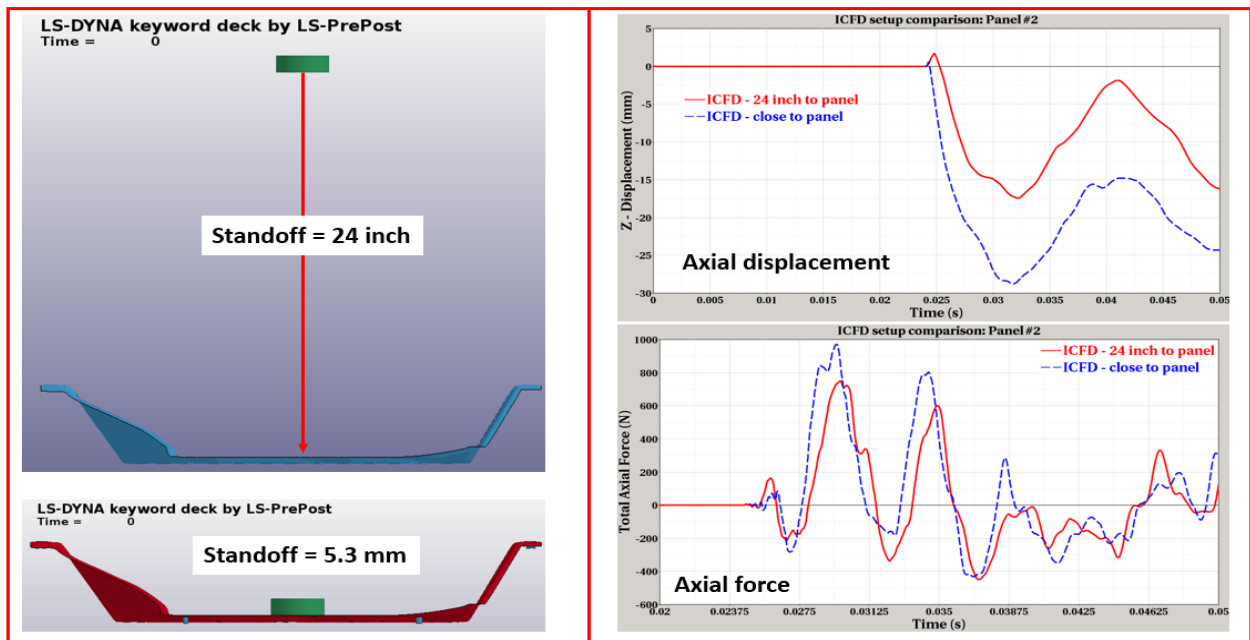 LS-DYNA keyword deck by LS-PrePost
Time = 0
Standoff = 24 inch
LS-DYNA keyword deck by LS-PrePost
Time = 0
Standoff = 5.3 mm
ICFD setup comparison: Panel #2
5
0
-5
-10
-15
-20
-25
-30
Z - Displacement (mm)
ICFD - 24 inch to panel
ICFD - close to panel
Axial displacement
0 0.005 0.01 0.015 0.02 0.025 0.03 0.035 0.04 0.045 0.05
Time (s)
ICFD setup comparison: Panel #2
1000
800
600
400
200
0
-200
-400
-600
Total Axial Force (N)
ICFD - 24 inch to panel
ICFD - close to panel
Axial force
0.02 0.02375 0.0275 0.03125 0.035 0.03875 0.0425 0.04625 0.05
Time (s)